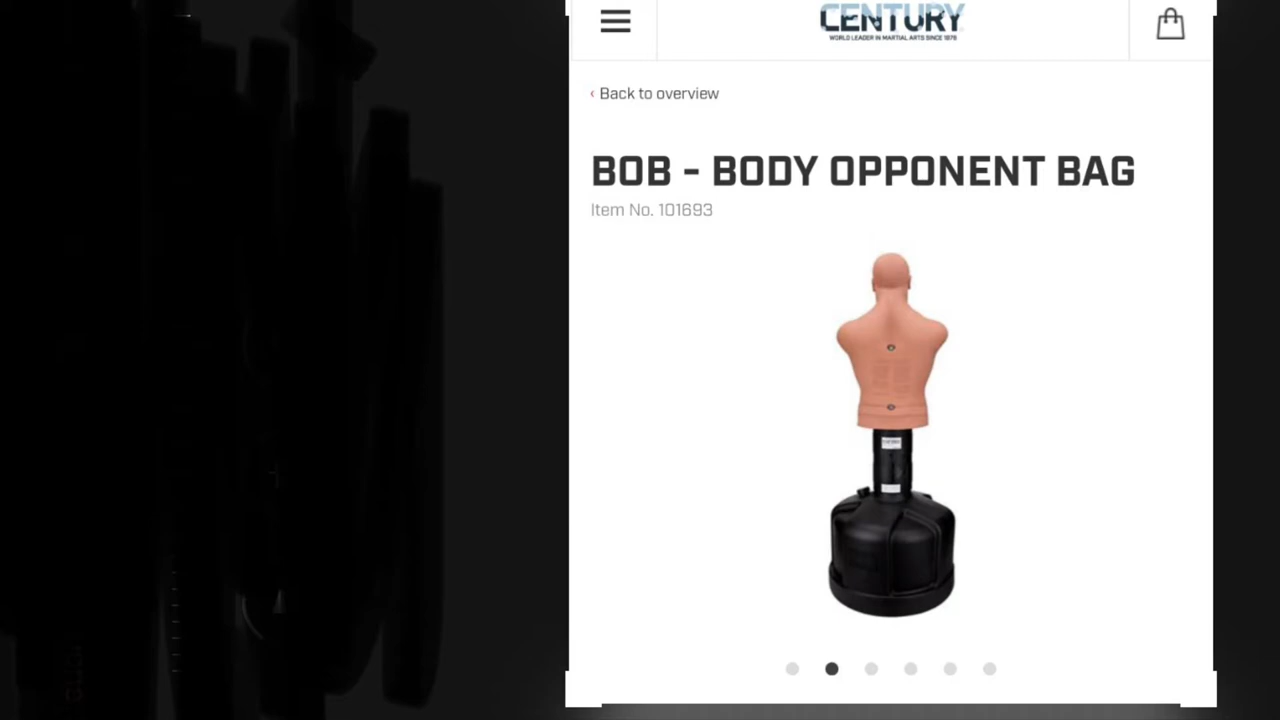 CENTURY
WORLD LEADER IN MARTIAL ARTS SINCE 1976
‹ Back to overview
BOB - BODY OPPONENT BAG
Item No. 101693